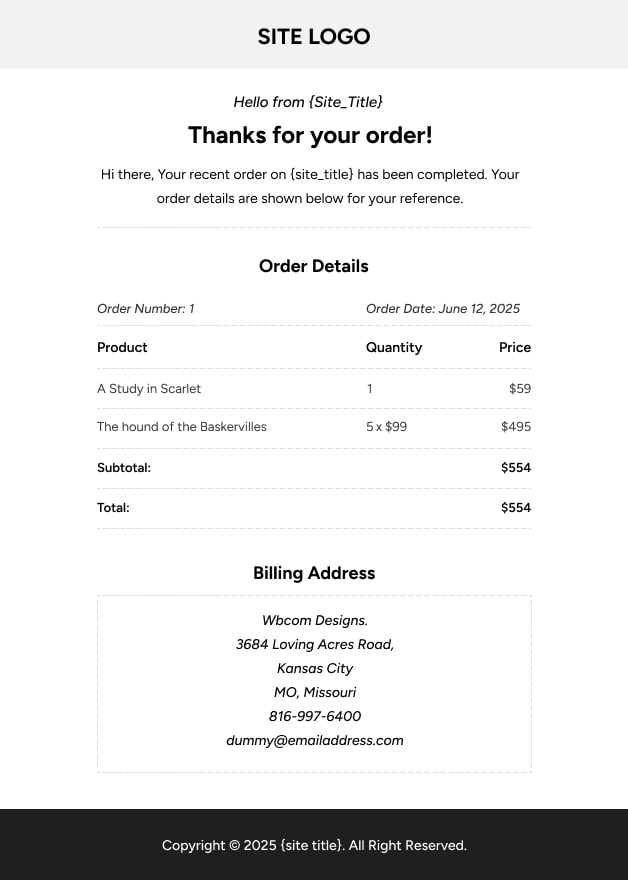 SITE LOGO
Hello from {Site_Title}
Thanks for your order!
Hi there, Your recent order on {site_title} has been completed. Your
order details are shown below for your reference.
Order Details
Order Number: 1 Order Date: June 12, 2025
Product Quantity Price
A Study in Scarlet 1 $59
The hound of the Baskervilles 5 x $99 $495
Subtotal: $554
Total: $554
Billing Address
Wbcom Designs.
3684 Loving Acres Road,
Kansas City
MO, Missouri
816-997-6400
dummy@emailaddress.com
Copyright © 2025 {site title}. All Right Reserved.